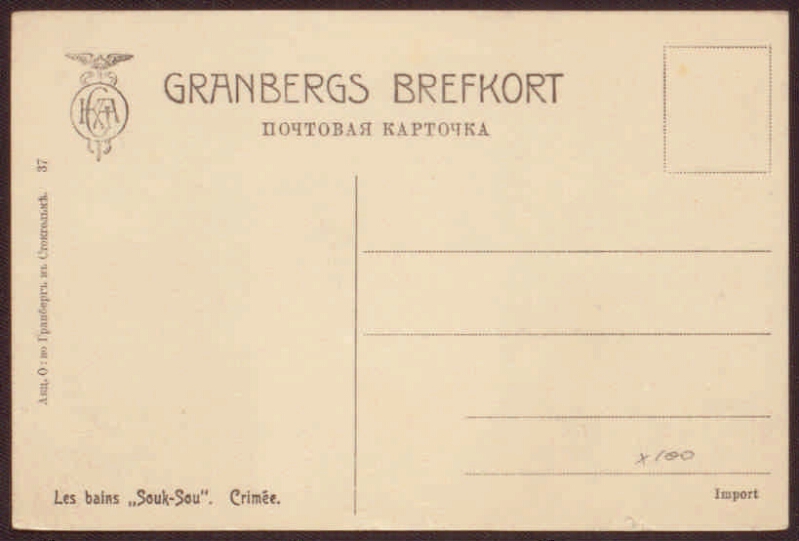 GRANBERGS BREFKORT
ПОЧТОВАЯ КАРТОЧКА
Акц. О: во Гранбергъ въ Стокгольмѣ. 37
x 100
Les bains „Souk-Sou". Crimée.
Import